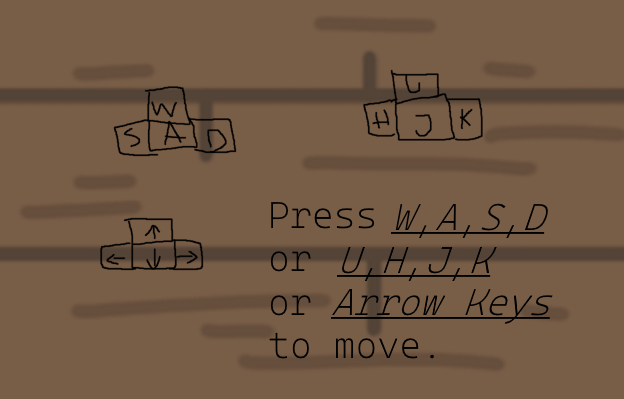 W
S A D
U
H J K
↑
← ↓ →
Press W,A,S,D
or U,H,J,K
or Arrow Keys
to move.